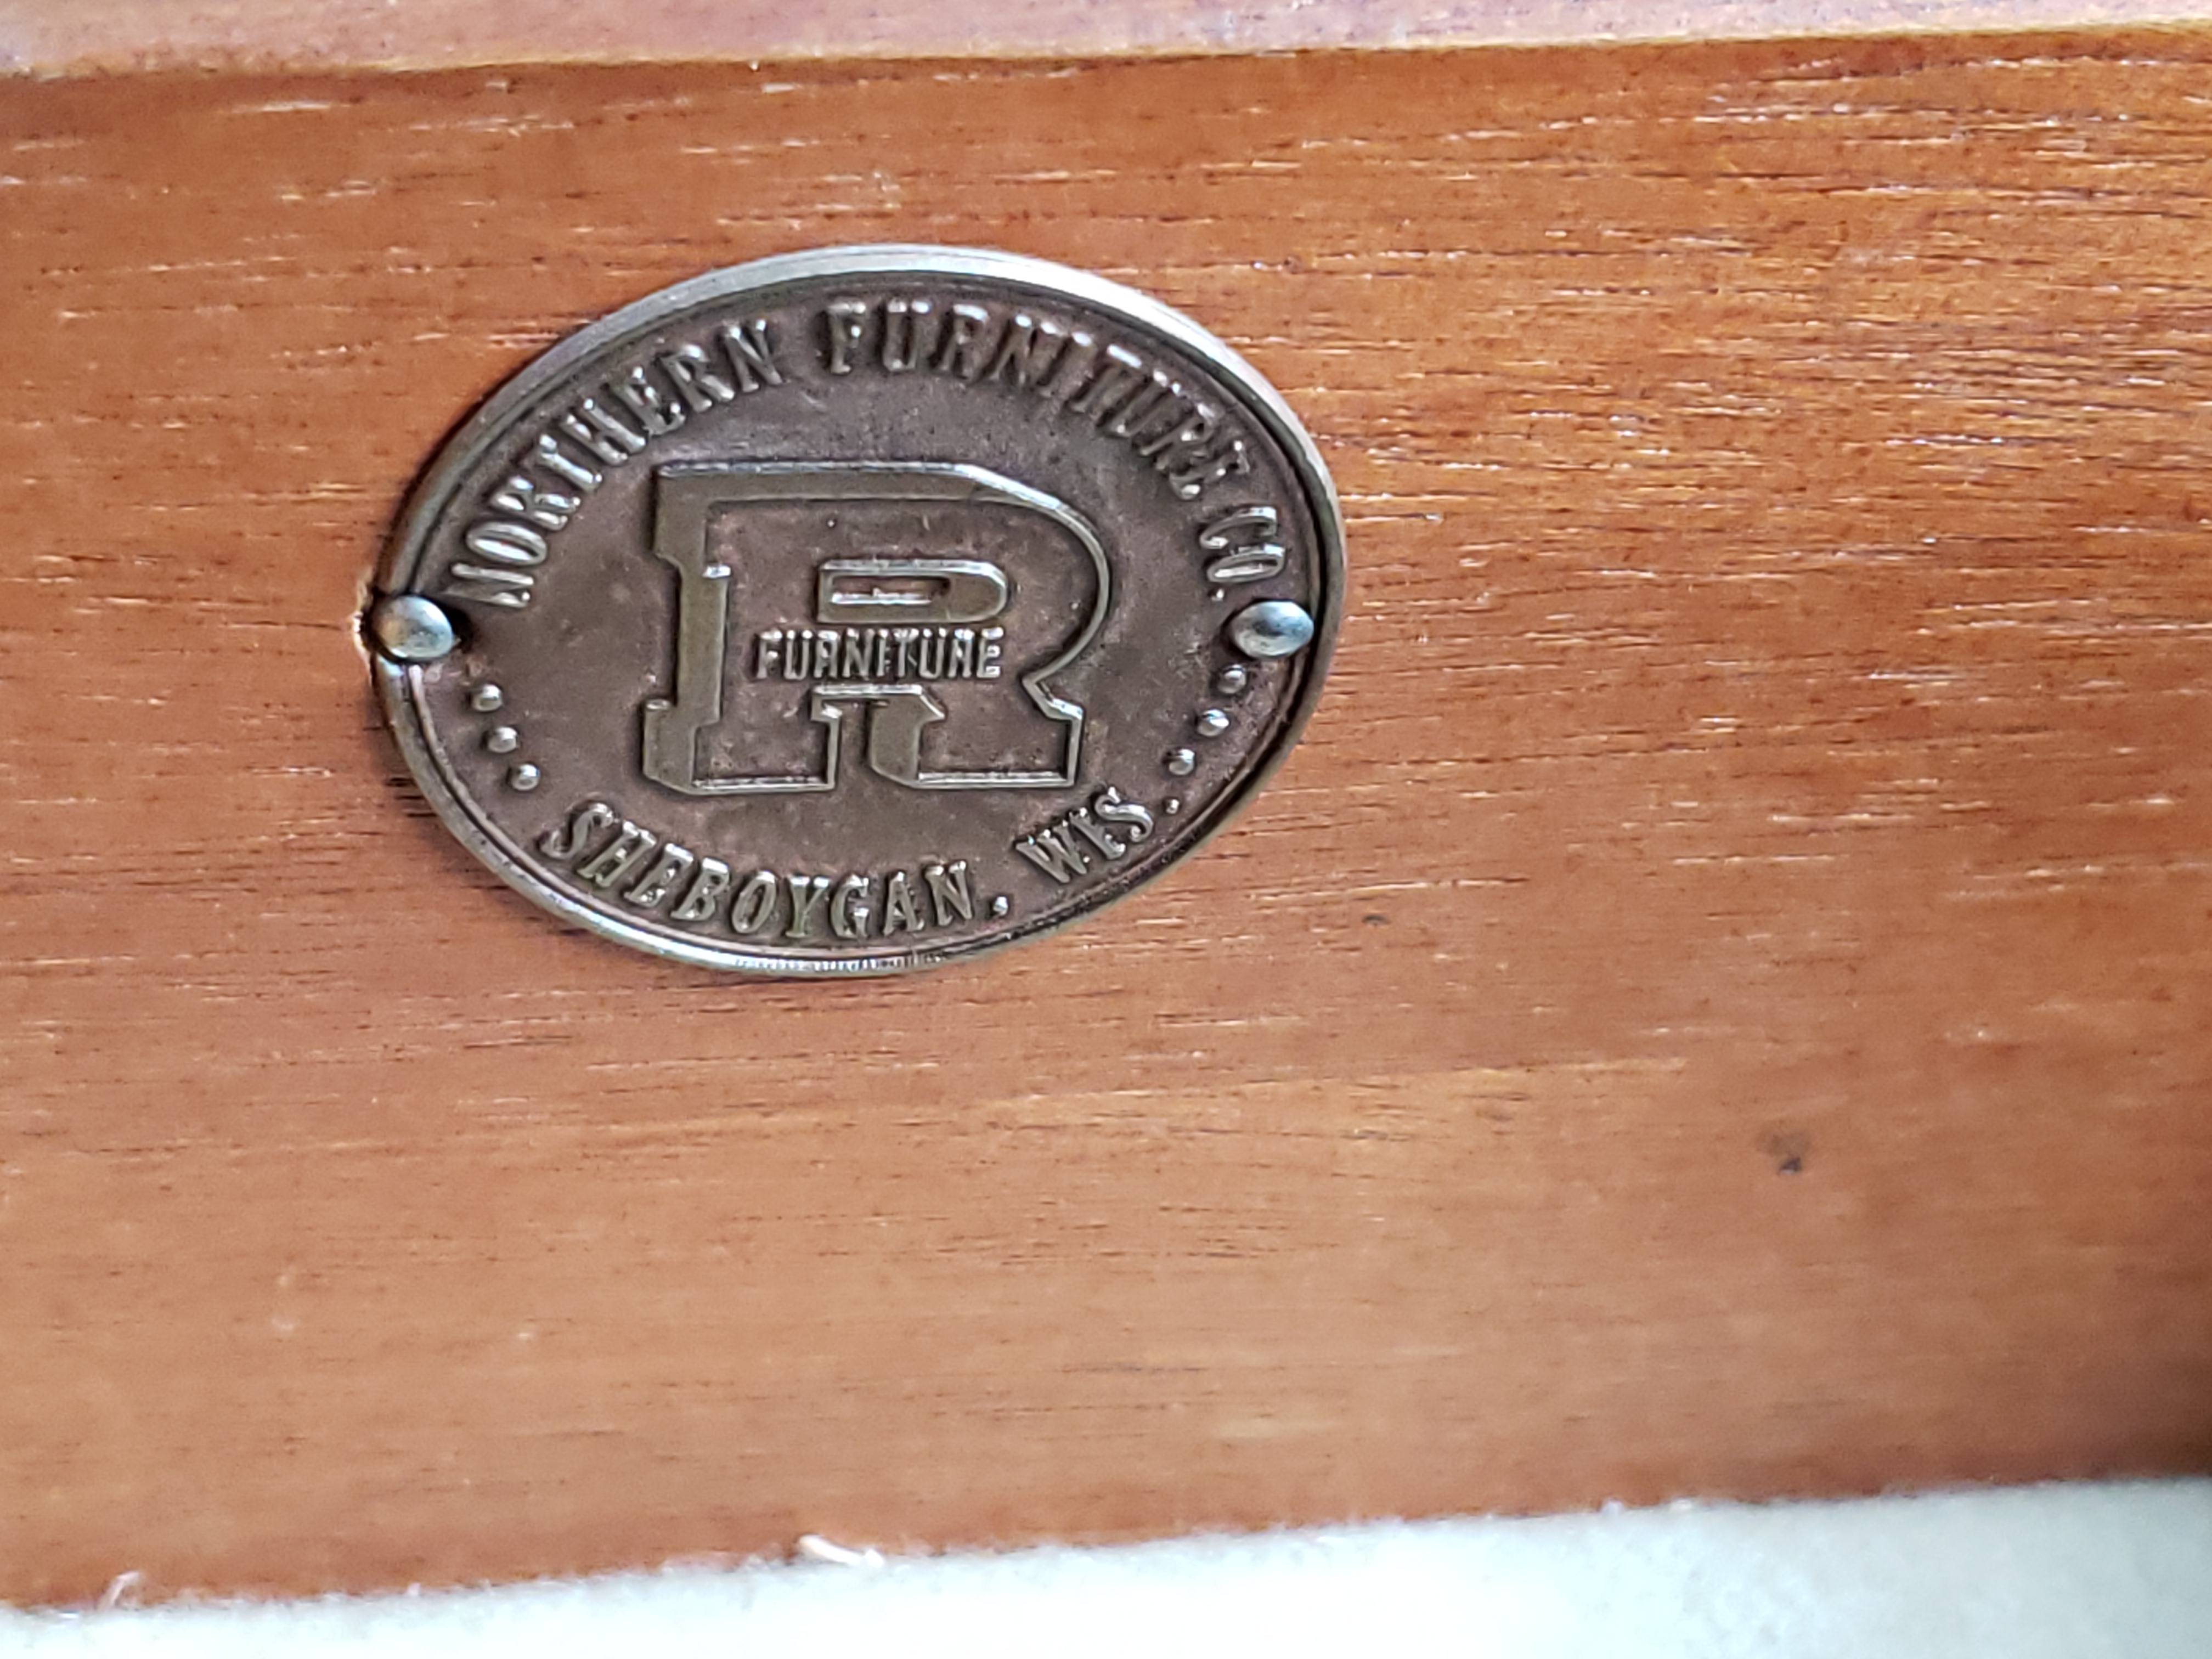 NORTHERN FURNITURE CO.
R
FURNITURE
SHEBOYGAN, WIS.